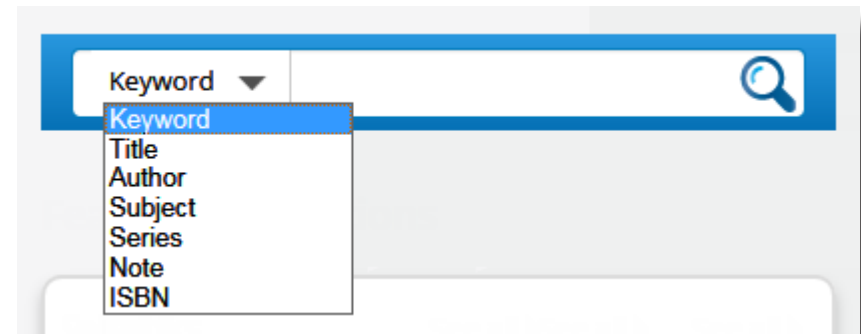 Keyword
Keyword
Title
Author
Subject
Series
Note
ISBN